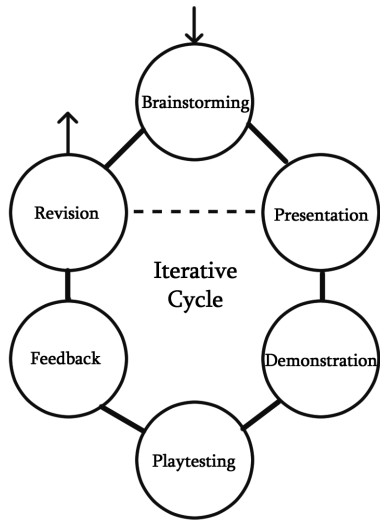 Brainstorming
Revision
Presentation
Iterative
Cycle
Feedback
Demonstration
Playtesting